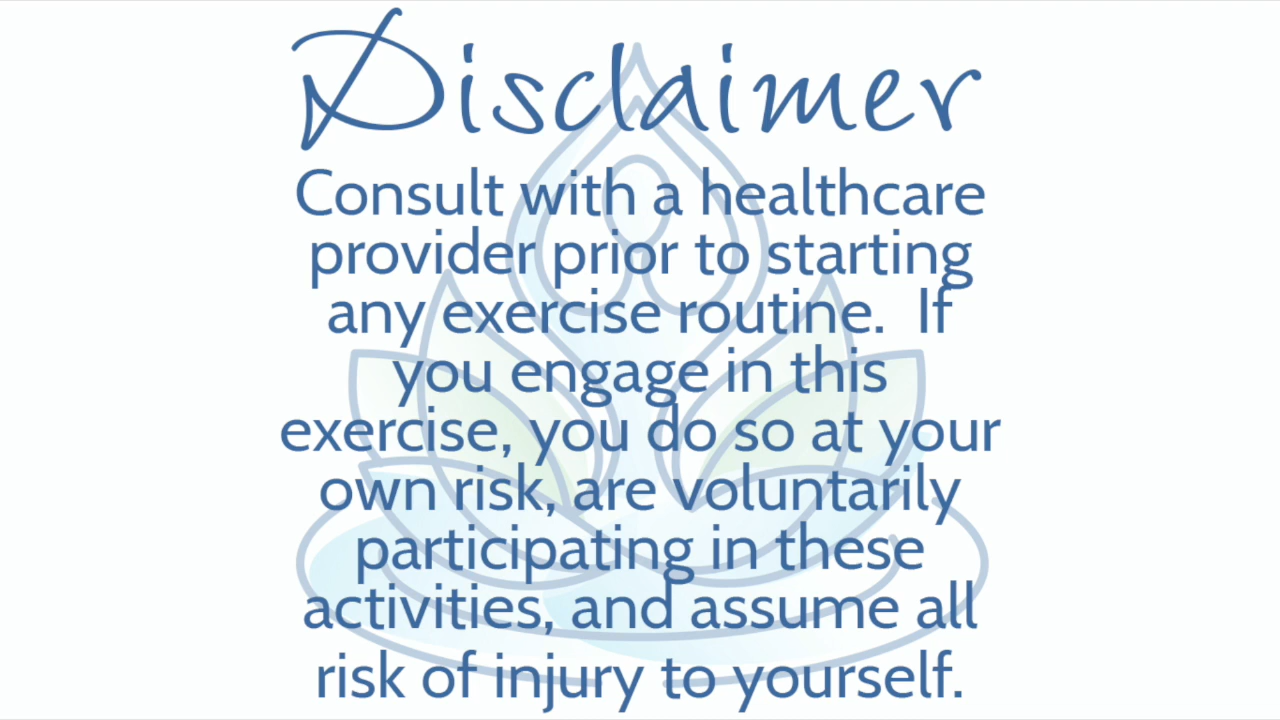 Disclaimer
Consult with a healthcare
provider prior to starting
any exercise routine.  If
you engage in this
exercise, you do so at your
own risk, are voluntarily
participating in these
activities, and assume all
risk of injury to yourself.